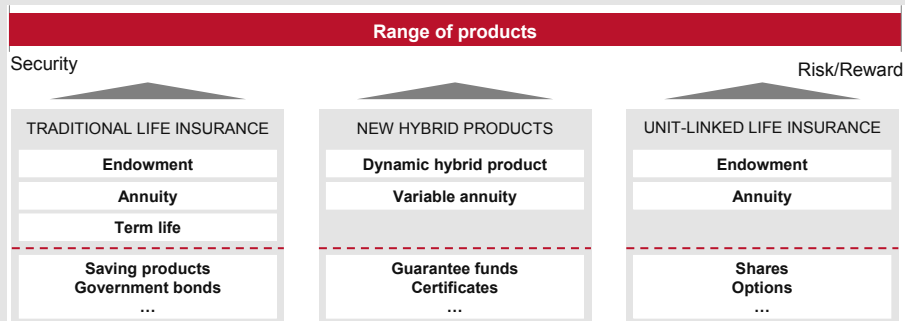 Range of products
Security
Risk/Reward
TRADITIONAL LIFE INSURANCE
Endowment
Annuity
Term life
Saving products
Government bonds
...
NEW HYBRID PRODUCTS
Dynamic hybrid product
Variable annuity
Guarantee funds
Certificates
...
UNIT-LINKED LIFE INSURANCE
Endowment
Annuity
Shares
Options
...